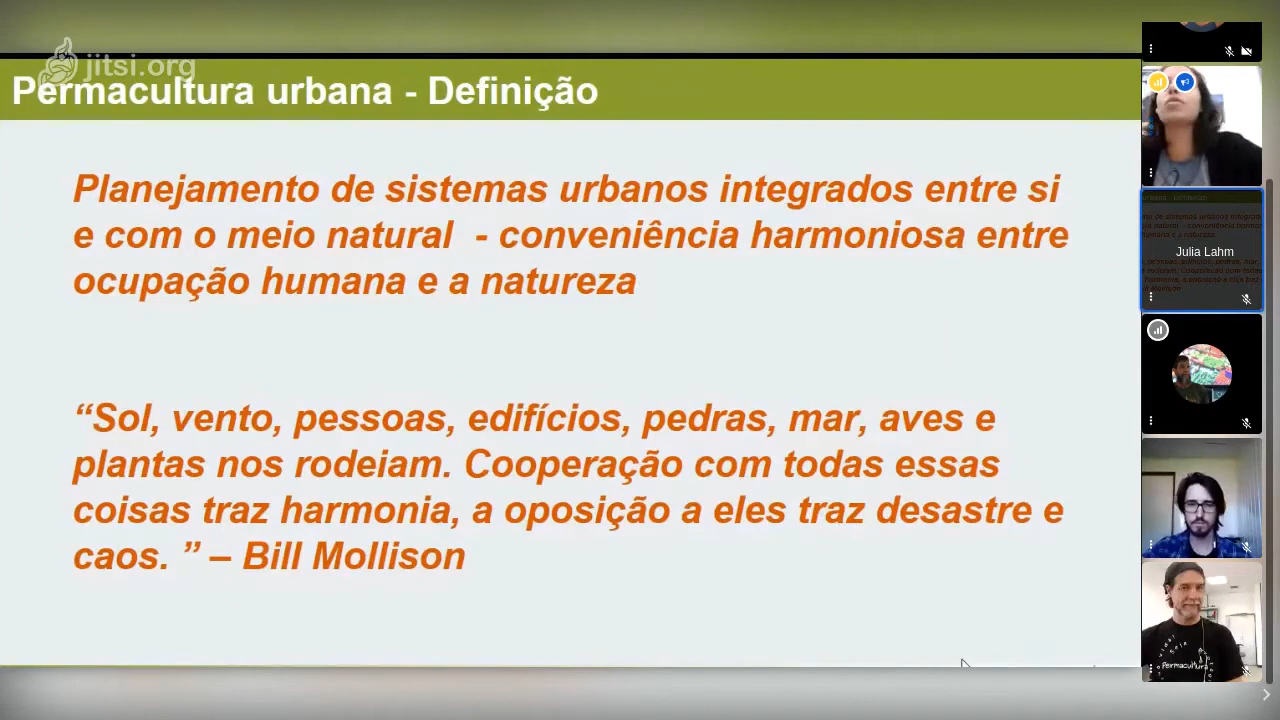 jitsi.org
Permacultura urbana - Definição
Planejamento de sistemas urbanos integrados entre si
e com o meio natural - conveniência harmoniosa entre
ocupação humana e a natureza
“Sol, vento, pessoas, edifícios, pedras, mar, aves e
plantas nos rodeiam. Cooperação com todas essas
coisas traz harmonia, a oposição a eles traz desastre e
caos. ” – Bill Mollison
Julia Lahm
Permacultura